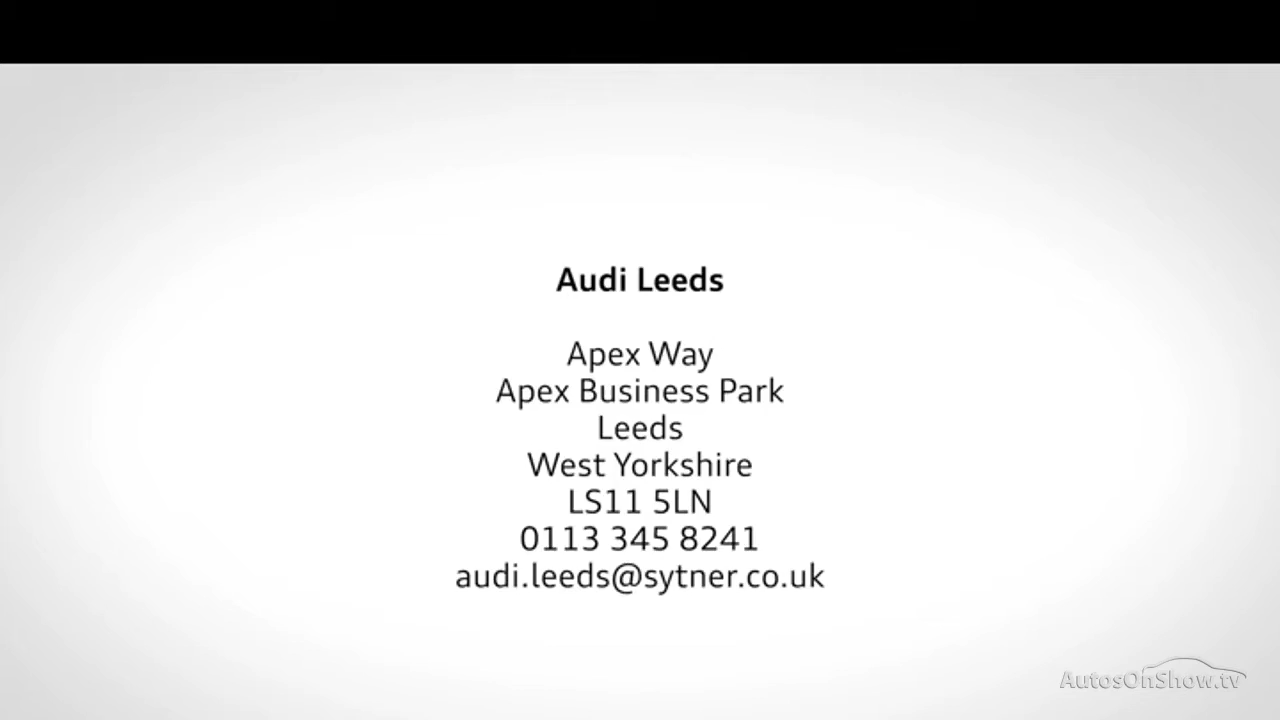 Audi Leeds
Apex Way
Apex Business Park
Leeds
West Yorkshire
LS11 5LN
0113 345 8241
audi.leeds@sytner.co.uk
AutosOnShow.tv